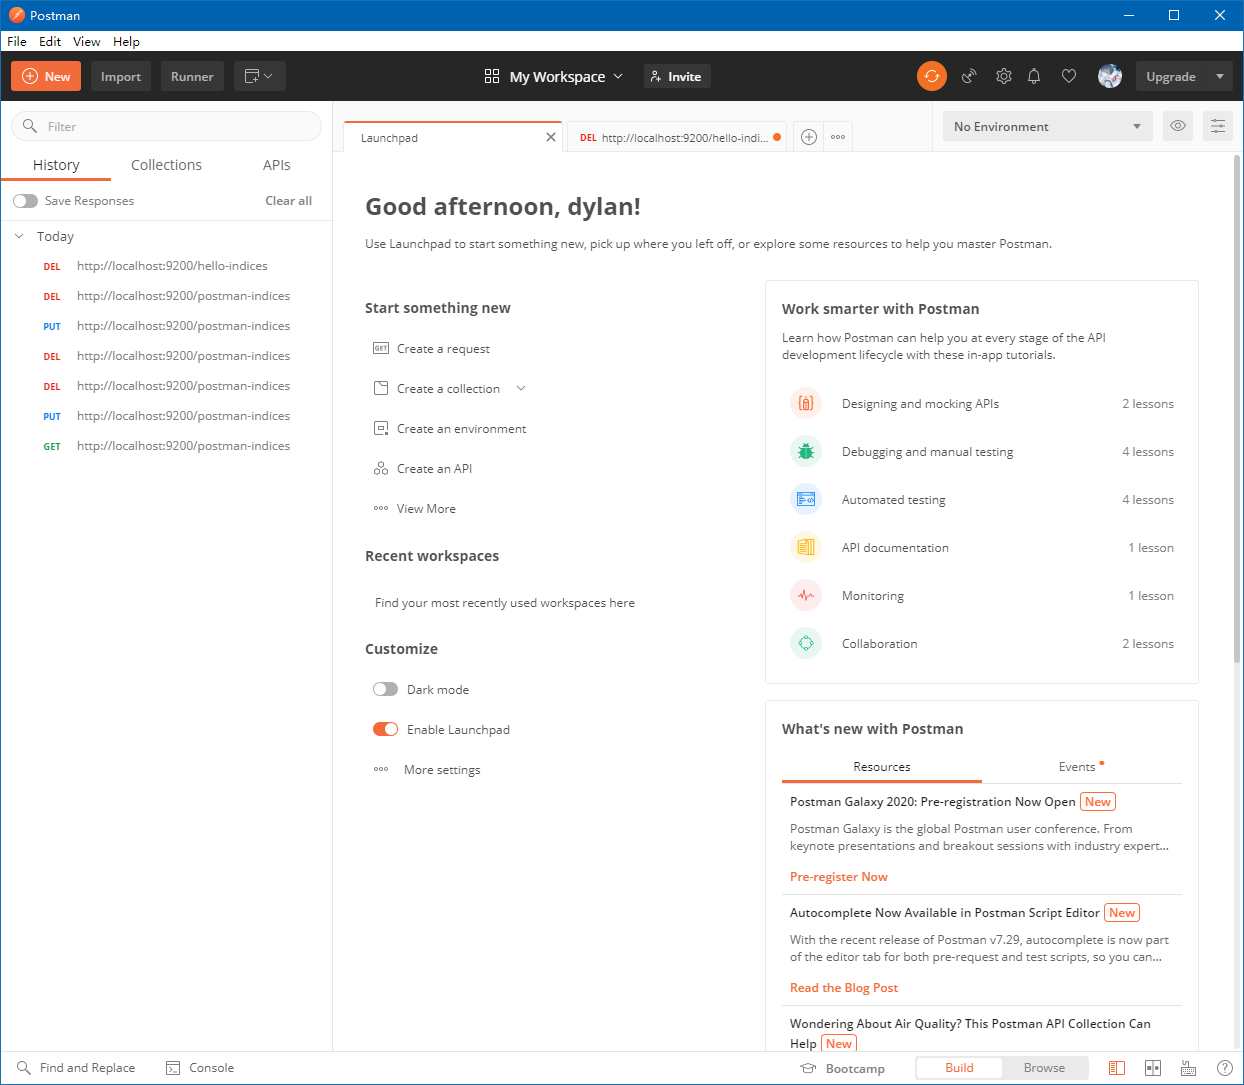 Postman
File Edit View Help
New Import Runner My Workspace Invite Upgrade
Filter
History Collections APIs
Save Responses Clear all
Today
DEL http://localhost:9200/hello-indices
DEL http://localhost:9200/postman-indices
PUT http://localhost:9200/postman-indices
DEL http://localhost:9200/postman-indices
DEL http://localhost:9200/postman-indices
PUT http://localhost:9200/postman-indices
GET http://localhost:9200/postman-indices
Launchpad DEL http://localhost:9200/hello-indi... No Environment
Good afternoon, dylan!
Use Launchpad to start something new, pick up where you left off, or explore some resources to help you master Postman.
Start something new
GET Create a request
Create a collection
Create an environment
Create an API
View More
Recent workspaces
Find your most recently used workspaces here
Customize
Dark mode
Enable Launchpad
More settings
Work smarter with Postman
Learn how Postman can help you at every stage of the API
development lifecycle with these in-app tutorials.
Designing and mocking APIs 2 lessons
Debugging and manual testing 4 lessons
Automated testing 4 lessons
API documentation 1 lesson
Monitoring 1 lesson
Collaboration 2 lessons
What's new with Postman
Resources Events
Postman Galaxy 2020: Pre-registration Now Open New
Postman Galaxy is the global Postman user conference. From
keynote presentations and breakout sessions with industry expert...
Pre-register Now
Autocomplete Now Available in Postman Script Editor New
With the recent release of Postman v7.29, autocomplete is now part
of the editor tab for both pre-request and test scripts, so you can...
Read the Blog Post
Wondering About Air Quality? This Postman API Collection Can
Help New
Find and Replace Console Bootcamp Build Browse